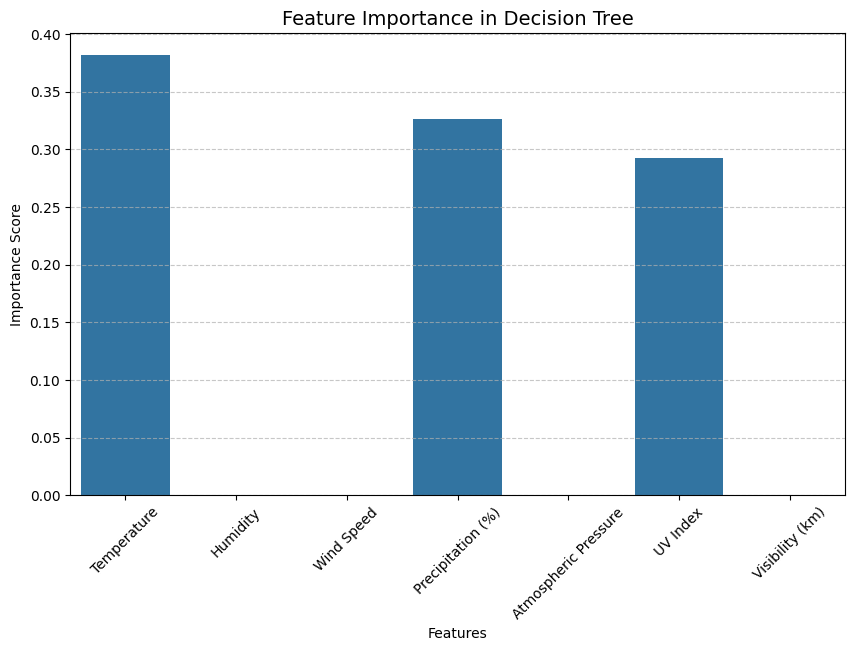 Feature Importance in Decision Tree
0.40
0.35
0.30
0.25
0.20
0.15
0.10
0.05
0.00
Importance Score
Temperature
Humidity
Wind Speed
Precipitation (%)
Atmospheric Pressure
UV Index
Visibility (km)
Features